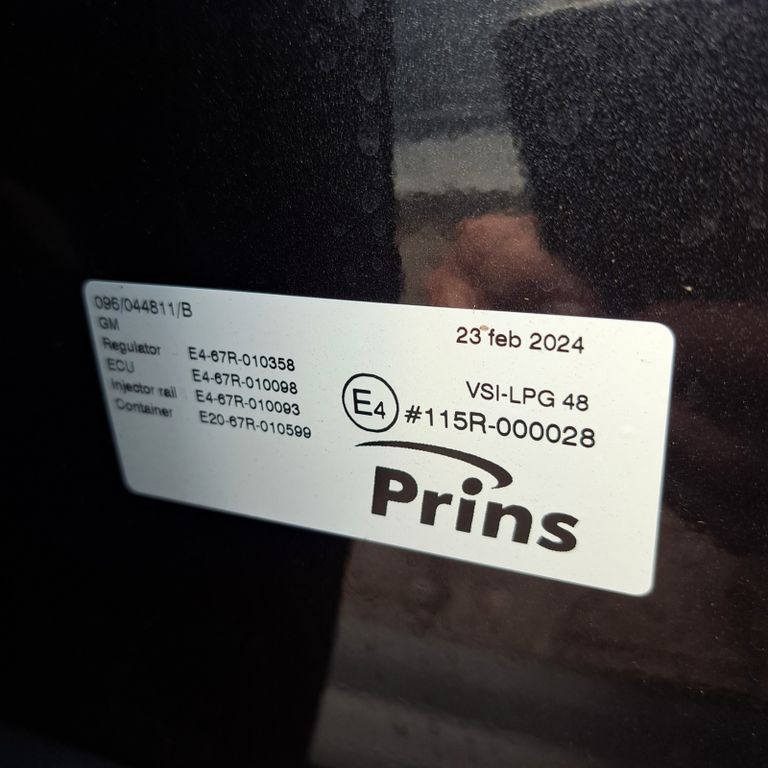 096/044811/B
GM
Regulator E4-67R-010358
ECU E4-67R-010098
Injector rail E4-67R-010093
Container E20-67R-010599
23 feb 2024
VSI-LPG 48
E4 #115R-000028
Prins